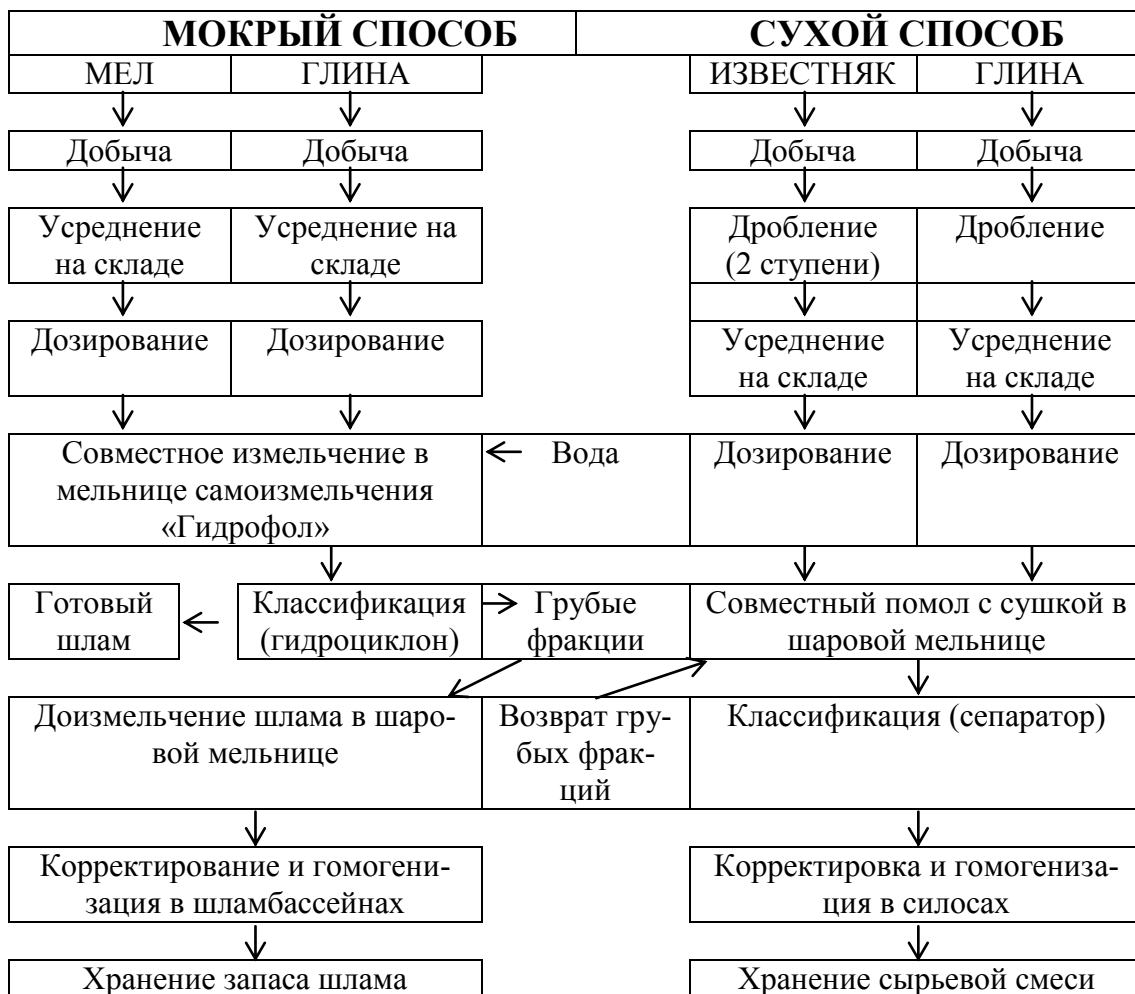 МОКРЫЙ СПОСОБ СУХОЙ СПОСОБ
МЕЛ ГЛИНА ИЗВЕСТНЯК ГЛИНА
Добыча Добыча Добыча Добыча
Усреднение
на складе
Усреднение на
складе
Дробление
(2 ступени)
Дробление
Дозирование Дозирование
Усреднение
на складе
Усреднение
на складе
Совместное измельчение в
мельнице самоизмельчения
«Гидрофол»
Вода
Дозирование
Дозирование
Готовый
шлам
Классификация
(гидроциклон)
Грубые
фракции
Совместный помол с сушкой в
шаровой мельнице
Доизмельчение шлама в шаро-
вой мельнице
Возврат гру-
бых фрак-
ций
Классификация (сепаратор)
Корректирование и гомогени-
зация в шламбассейнах
Корректировка и гомогениза-
ция в силосах
Хранение запаса шлама
Хранение сырьевой смеси